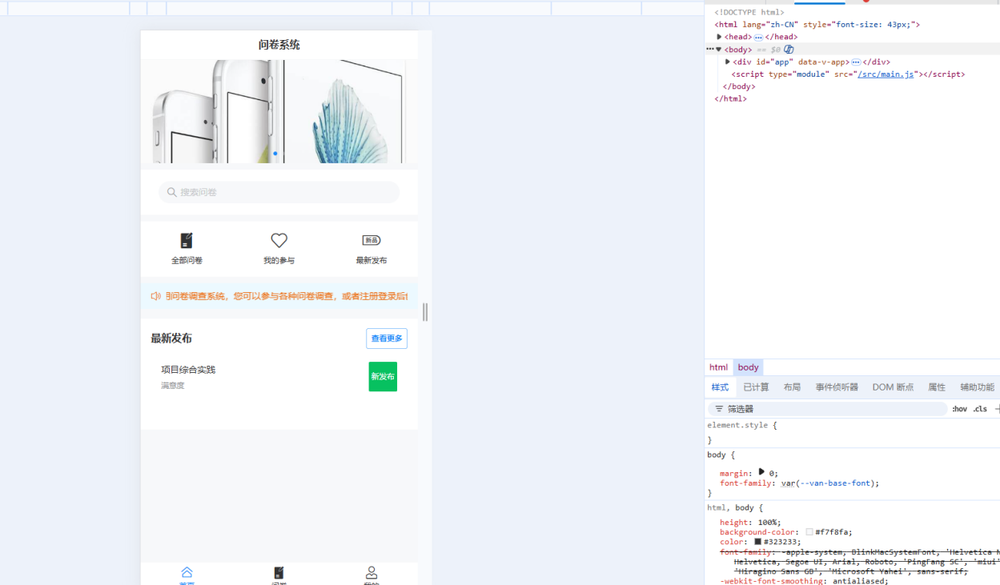 问卷系统
搜索问卷
全部问卷
我的参与
新品
最新发布
问卷调查系统，您可以参与各种问卷调查，或者注册登录后
最新发布
查看更多
项目综合实践
满意度
新发布
首页
问卷
我的
<!DOCTYPE html>
<html lang="zh-CN" style="font-size: 43px;">
<head> ⋯ </head>
⋯ <body> == $0
<div id="app" data-v-app> ⋯ </div>
<script type="module" src="/src/main.js"></script>
</body>
</html>
html body
样式 已计算 布局 事件侦听器 DOM 断点 属性 辅助功能
筛选器 :hov .cls
element.style {
}
body {
margin: 0;
font-family: var(--van-base-font);
}
html, body {
height: 100%;
background-color: #f7f8fa;
color: #323233;
font-family: -apple-system, BlinkMacSystemFont, 'Helvetica
Helvetica, Segoe UI, Arial, Roboto, 'PingFang SC', 'miui'
'Hiragino Sans GB', 'Microsoft Yahei', sans-serif;
-webkit-font-smoothing: antialiased;